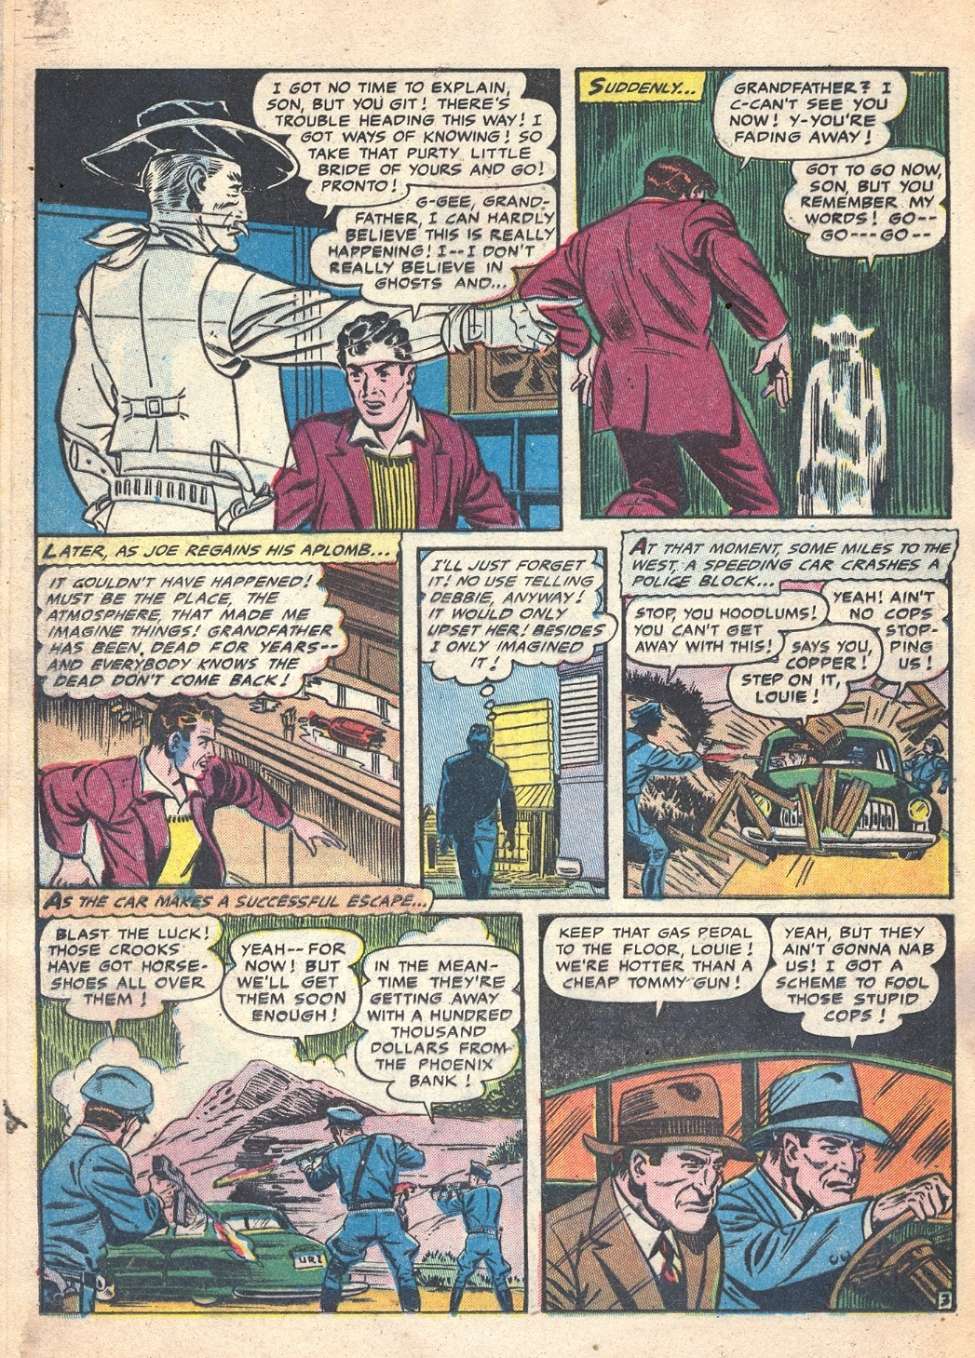 I GOT NO TIME TO EXPLAIN,
SON, BUT YOU GIT! THERE'S
TROUBLE HEADING THIS WAY! I
GOT WAYS OF KNOWING! SO
TAKE THAT PURTY LITTLE
BRIDE OF YOURS AND GO!
PRONTO!
G-GEE, GRAND-
FATHER, I CAN HARDLY
BELIEVE THIS IS REALLY
HAPPENING! I--I DON'T
REALLY BELIEVE IN
GHOSTS AND...
SUDDENLY...
GRANDFATHER? I
C-CAN'T SEE YOU
NOW! Y-YOU'RE
FADING AWAY!
GOT TO GO NOW,
SON, BUT YOU
REMEMBER MY
WORDS! GO--
GO---GO--
LATER, AS JOE REGAINS HIS APLOMB...
IT COULDN'T HAVE HAPPENED!
MUST BE THE PLACE, THE
ATMOSPHERE, THAT MADE ME
IMAGINE THINGS! GRANDFATHER
HAS BEEN DEAD FOR YEARS--
AND EVERYBODY KNOWS THE
DEAD DON'T COME BACK!
I'LL JUST FORGET
IT! NO USE TELLING
DEBBIE, ANYWAY!
IT WOULD ONLY
UPSET HER! BESIDES
I ONLY IMAGINED
IT!
AT THAT MOMENT, SOME MILES TO THE
WEST, A SPEEDING CAR CRASHES A
POLICE BLOCK...
STOP, YOU HOODLUMS!
YOU CAN'T GET
AWAY WITH THIS!
SAYS YOU,
COPPER!
STEP ON IT,
LOUIE!
YEAH! AIN'T
NO COPS
STOP-
PING
US!
AS THE CAR MAKES A SUCCESSFUL ESCAPE...
BLAST THE LUCK!
THOSE CROOKS
HAVE GOT HORSE-
SHOES ALL OVER
THEM!
YEAH--FOR
NOW! BUT
WE'LL GET
THEM SOON
ENOUGH!
IN THE MEAN-
TIME THEY'RE
GETTING AWAY
WITH A HUNDRED
THOUSAND
DOLLARS FROM
THE PHOENIX
BANK!
UR2
KEEP THAT GAS PEDAL
TO THE FLOOR, LOUIE!
WE'RE HOTTER THAN A
CHEAP TOMMY GUN!
YEAH, BUT THEY
AIN'T GONNA NAB
US! I GOT A
SCHEME TO FOOL
THOSE STUPID
COPS!
3